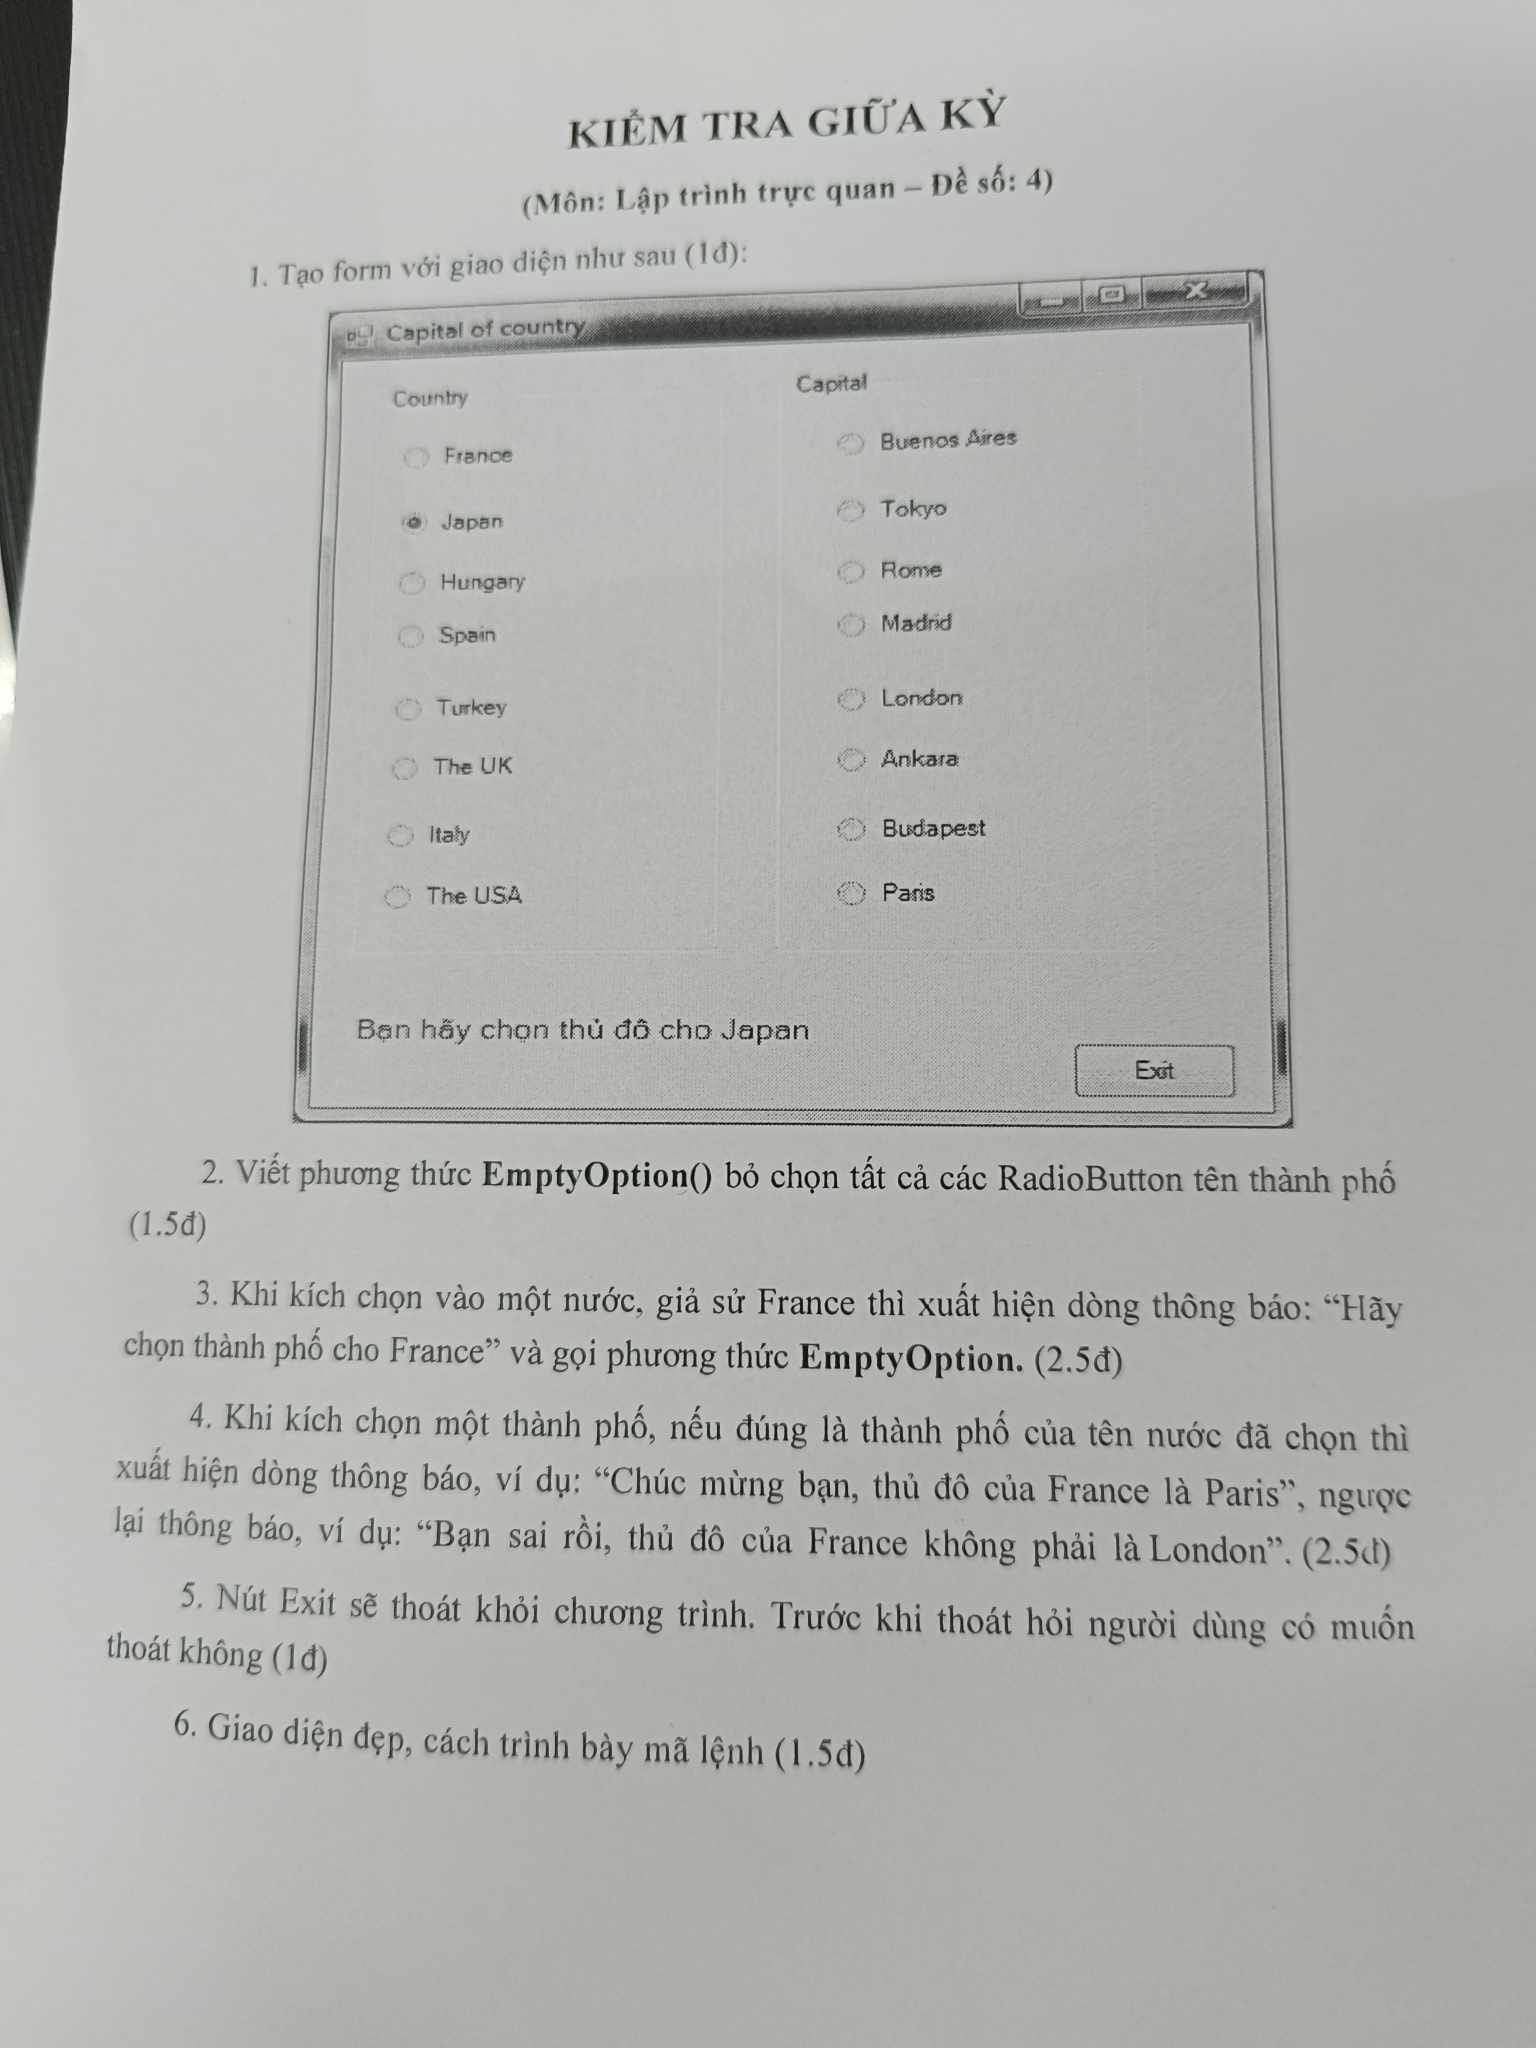 KIỂM TRA GIỮA KỲ
(Môn: Lập trình trực quan – Đề số: 4)
1. Tạo form với giao diện như sau (1đ):
Capital of country
Country
France
Japan
Hungary
Spain
Turkey
The UK
Italy
The USA
Capital
Buenos Aires
Tokyo
Rome
Madrid
London
Ankara
Budapest
Paris
Bạn hãy chọn thủ đô cho Japan
Exit
2. Viết phương thức EmptyOption() bỏ chọn tất cả các RadioButton tên thành phố
(1.5đ)
3. Khi kích chọn vào một nước, giả sử France thì xuất hiện dòng thông báo: “Hãy
chọn thành phố cho France” và gọi phương thức EmptyOption. (2.5đ)
4. Khi kích chọn một thành phố, nếu đúng là thành phố của tên nước đã chọn thì
xuất hiện dòng thông báo, ví dụ: “Chúc mừng bạn, thủ đô của France là Paris”, ngược
lại thông báo, ví dụ: “Bạn sai rồi, thủ đô của France không phải là London”. (2.5đ)
5. Nút Exit sẽ thoát khỏi chương trình. Trước khi thoát hỏi người dùng có muốn
thoát không (1đ)
6. Giao diện đẹp, cách trình bày mã lệnh (1.5đ)